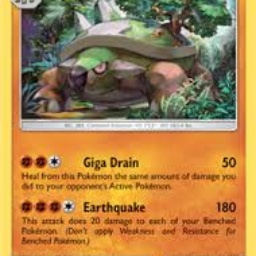 Giga Drain 50
Heal from this Pokémon the same amount of damage you
did to your opponent's Active Pokémon.
Earthquake 180
This attack does 20 damage to each of your Benched
Pokémon. (Don't apply Weakness and Resistance for
Benched Pokémon.)